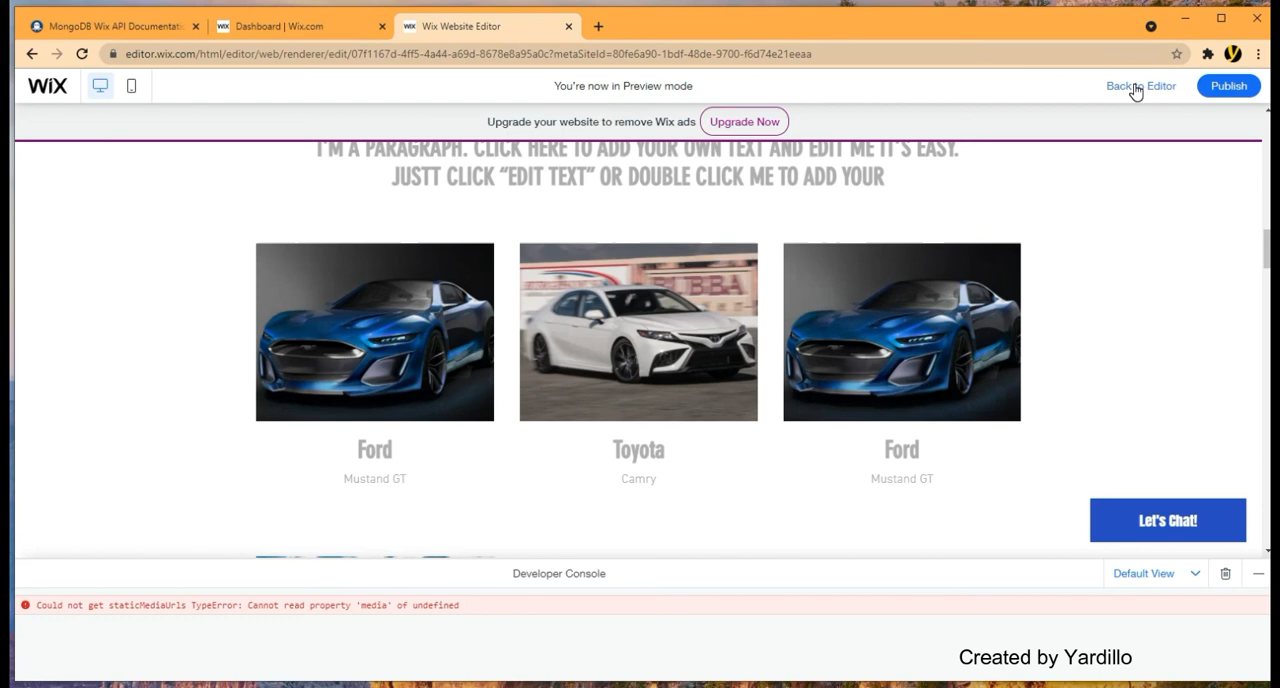 MongoDB Wix API Documentatic
WIX Dashboard | Wix.com
WIX Wix Website Editor
editor.wix.com/html/editor/web/renderer/edit/07f1167d-4ff5-4a44-a69d-8678e8a95a0c?metaSiteId=80fe6a90-1bdf-48de-9700-f6d74e21eeaa
WiX
You're now in Preview mode
Back to Editor
Publish
Upgrade your website to remove Wix ads
Upgrade Now
I'M A PARAGRAPH. CLICK HERE TO ADD YOUR OWN TEXT AND EDIT ME IT'S EASY.
JUSTT CLICK “EDIT TEXT” OR DOUBLE CLICK ME TO ADD YOUR
Ford
Toyota
Ford
Mustand GT
Camry
Mustand GT
Let's Chat!
Developer Console
Default View
Could not get staticMediaUrls TypeError: Cannot read property 'media' of undefined
Created by Yardillo